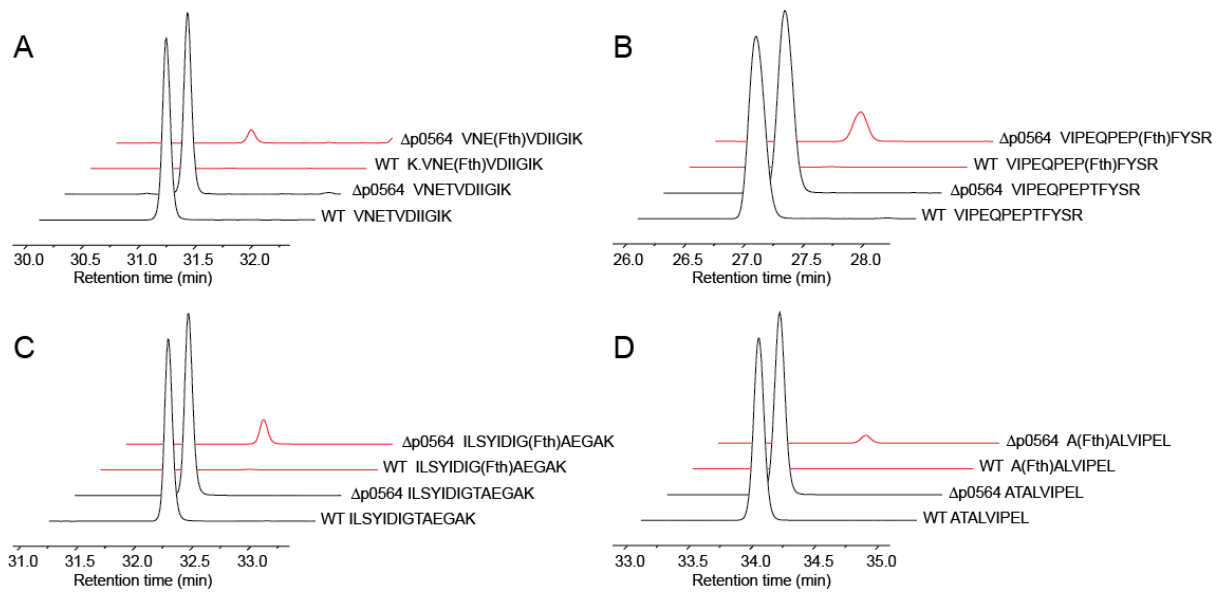 A
Δp0564 VNE(Fth)VDIIGIK
WT K.VNE(Fth)VDIIGIK
Δp0564 VNETVDIIGIK
WT VNETVDIIGIK
30.0 30.5 31.0 31.5 32.0
Retention time (min)
B
Δp0564 VIPEQPEP(Fth)FYSR
WT VIPEQPEP(Fth)FYSR
Δp0564 VIPEQPEPTFYSR
WT VIPEQPEPTFYSR
26.0 26.5 27.0 27.5 28.0
Retention time (min)
C
Δp0564 ILSYIDIG(Fth)AEGAK
WT ILSYIDIG(Fth)AEGAK
Δp0564 ILSYIDIGTAEGAK
WT ILSYIDIGTAEGAK
31.0 31.5 32.0 32.5 33.0
Retention time (min)
D
Δp0564 A(Fth)ALVIPEL
WT A(Fth)ALVIPEL
Δp0564 ATALVIPEL
WT ATALVIPEL
33.0 33.5 34.0 34.5 35.0
Retention time (min)